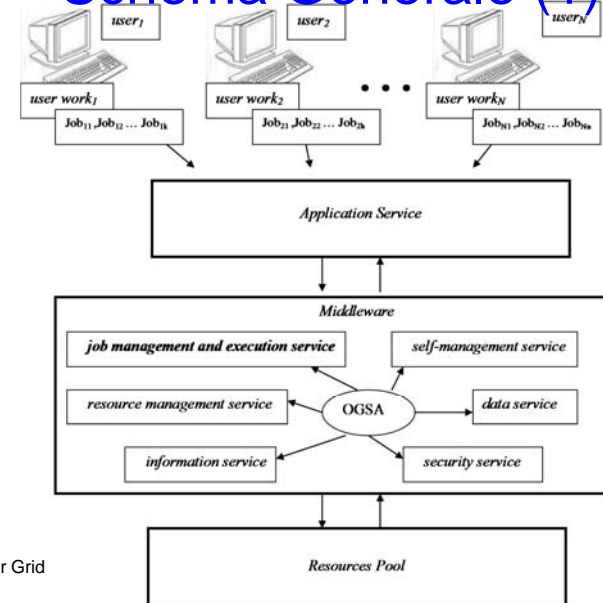 Schema Generale (1)
user1 user2 userN
user work1 user work2 • • • user workN
Job11,Job12 ... Job1k Job21,Job22 ... Job2h JobN1,JobN2 ... JobNn
Application Service
Middleware
job management and execution service self-management service
resource management service OGSA data service
information service security service
r Grid
Resources Pool